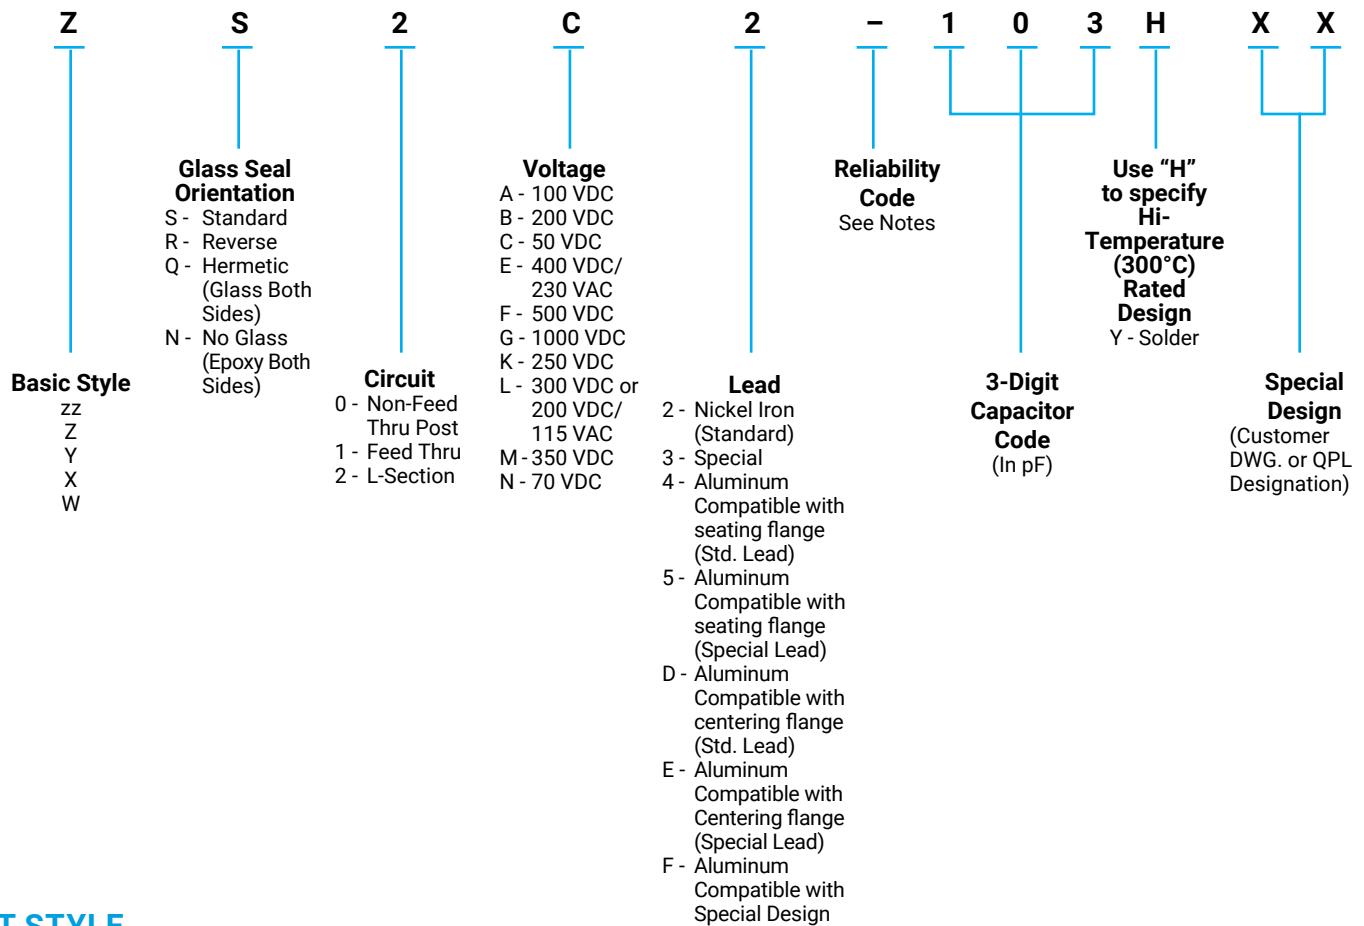 Z S 2 C 2 – 1 0 3 H X X
Basic Style
zz
Z
Y
X
W
Glass Seal
Orientation
S - Standard
R - Reverse
Q - Hermetic
(Glass Both
Sides)
N - No Glass
(Epoxy Both
Sides)
Circuit
0 - Non-Feed
Thru Post
1 - Feed Thru
2 - L-Section
Voltage
A - 100 VDC
B - 200 VDC
C - 50 VDC
E - 400 VDC/
230 VAC
F - 500 VDC
G - 1000 VDC
K - 250 VDC
L - 300 VDC or
200 VDC/
115 VAC
M - 350 VDC
N - 70 VDC
Lead
2 - Nickel Iron
(Standard)
3 - Special
4 - Aluminum
Compatible with
seating flange
(Std. Lead)
5 - Aluminum
Compatible with
seating flange
(Special Lead)
D - Aluminum
Compatible with
centering flange
(Std. Lead)
E - Aluminum
Compatible with
Centering flange
(Special Lead)
F - Aluminum
Compatible with
Special Design
Reliability
Code
See Notes
3-Digit
Capacitor
Code
(In pF)
Use “H”
to specify
Hi-
Temperature
(300°C)
Rated
Design
Y - Solder
Special
Design
(Customer
DWG. or QPL
Designation)
T STYLE